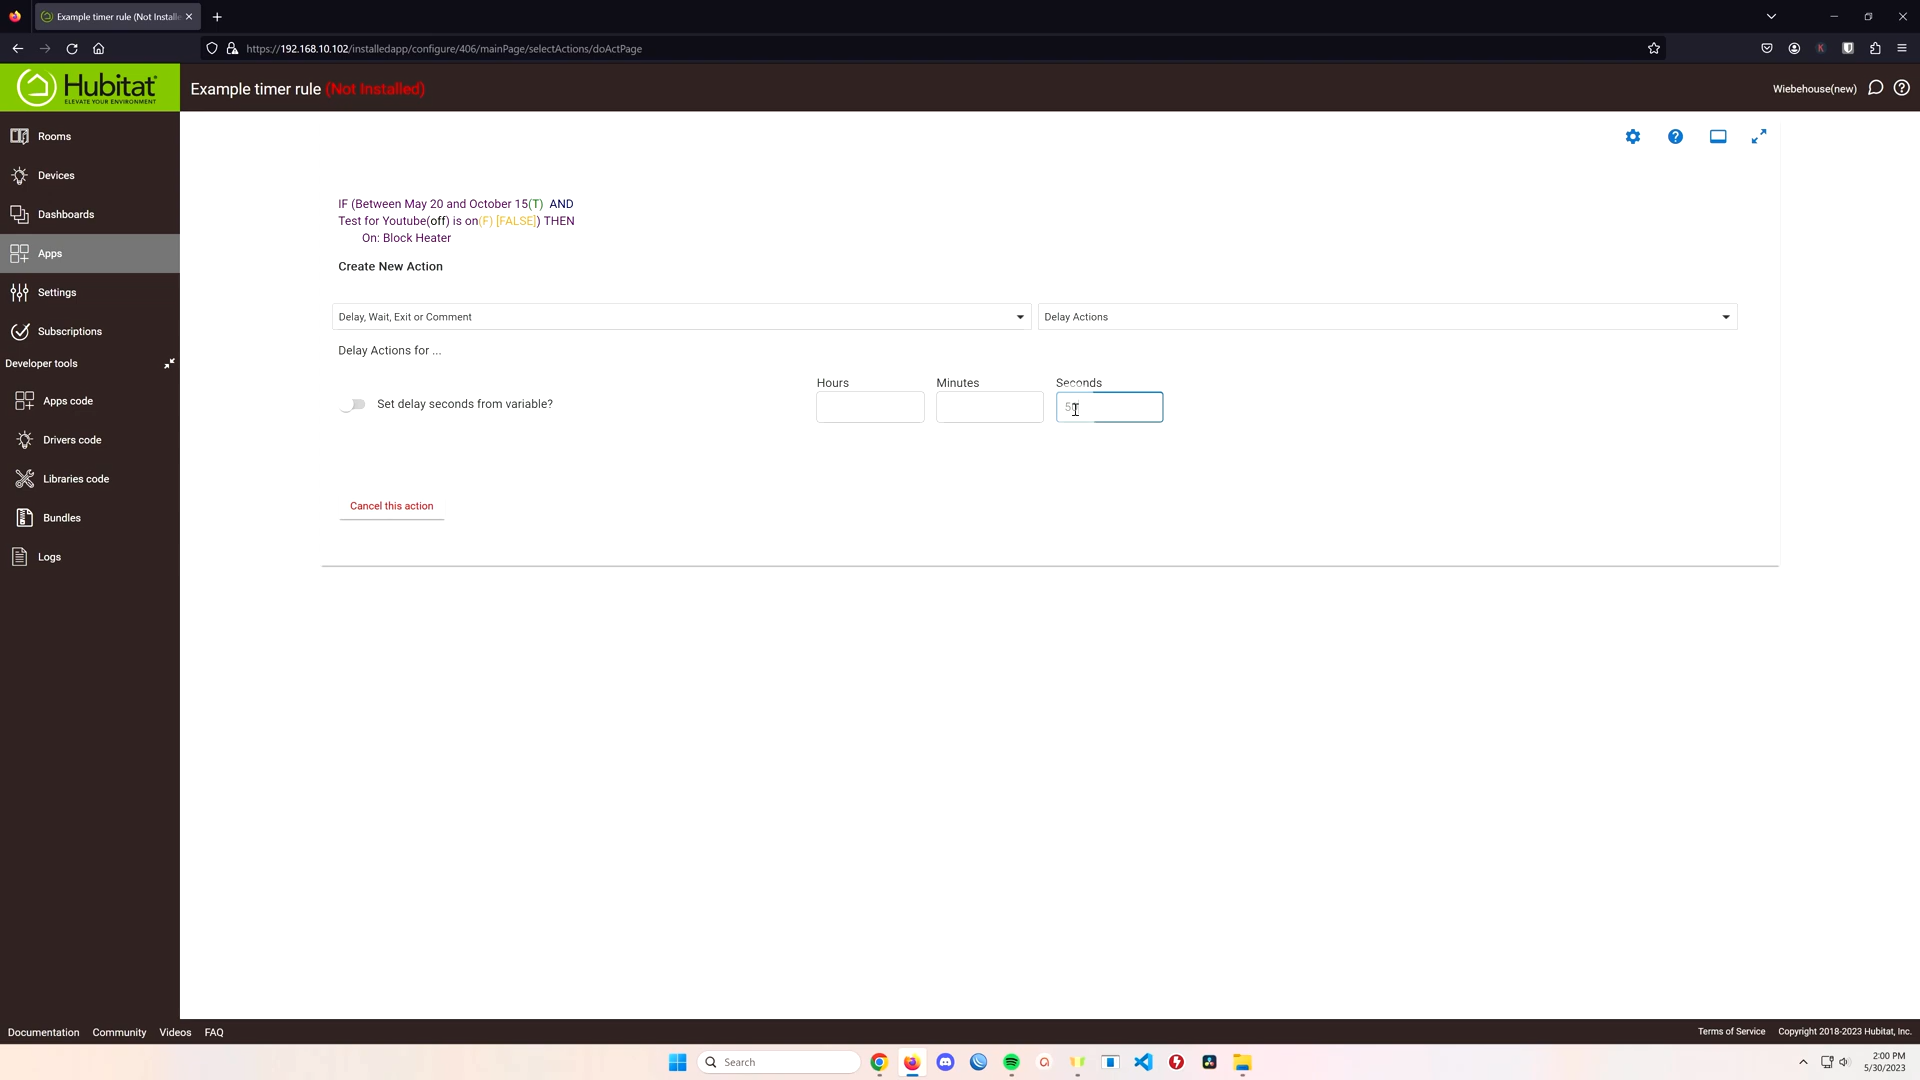 Example timer rule (Not Installe
https://192.168.10.102/installedapp/configure/406/mainPage/selectActions/doActPage
Hubitat
ELEVATE YOUR ENVIRONMENT
Example timer rule (Not Installed)
Wiebehouse(new)
Rooms
Devices
Dashboards
Apps
Settings
Subscriptions
Developer tools
Apps code
Drivers code
Libraries code
Bundles
Logs
IF (Between May 20 and October 15(T) AND
Test for Youtube(off) is on(F) [FALSE]) THEN
On: Block Heater
Create New Action
Delay, Wait, Exit or Comment
Delay Actions
Delay Actions for ...
Hours
Minutes
Seconds
Set delay seconds from variable?
Cancel this action
Documentation
Community
Videos
FAQ
Terms of Service
Copyright 2018-2023 Hubitat, Inc.
Search
2:00 PM
5/30/2023